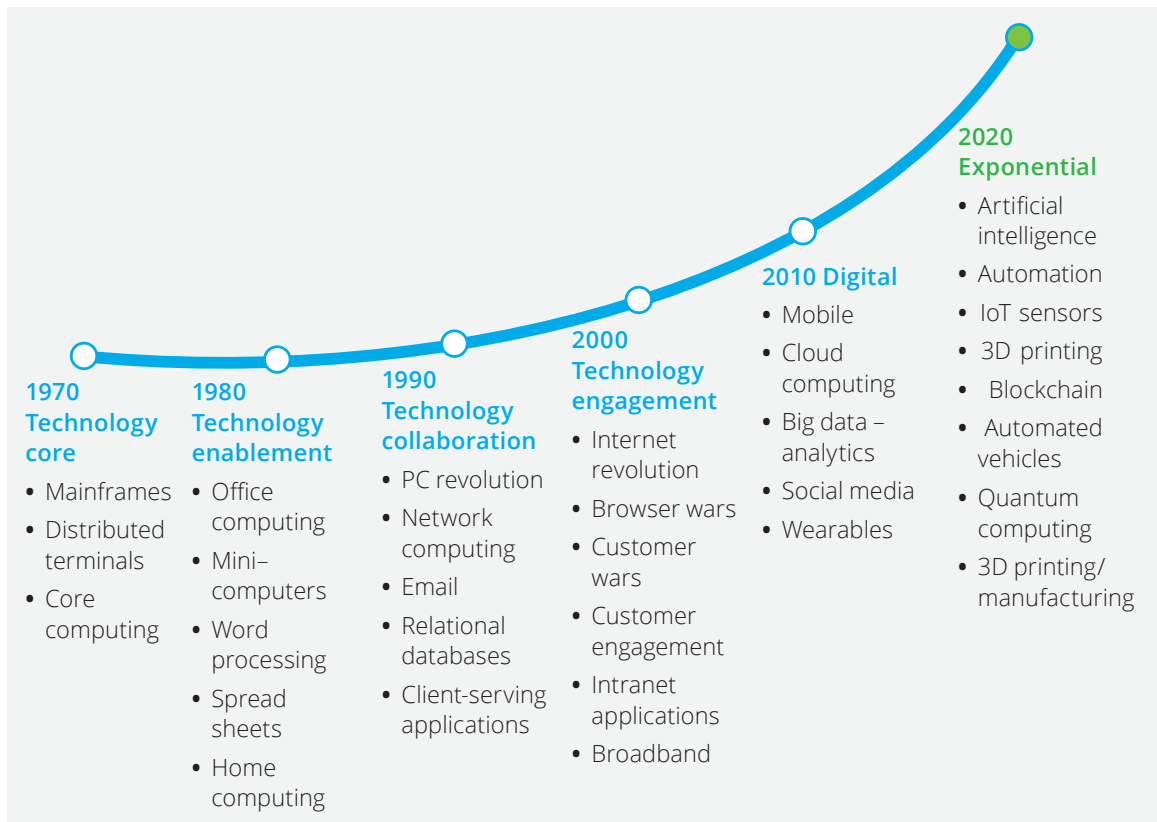 1970
Technology
core
• Mainframes
• Distributed
terminals
• Core
computing
1980
Technology
enablement
• Office
computing
• Mini–
computers
• Word
processing
• Spread
sheets
• Home
computing
1990
Technology
collaboration
• PC revolution
• Network
computing
• Email
• Relational
databases
• Client-serving
applications
2000
Technology
engagement
• Internet
revolution
• Browser wars
• Customer
wars
• Customer
engagement
• Intranet
applications
• Broadband
2010 Digital
• Mobile
• Cloud
computing
• Big data –
analytics
• Social media
• Wearables
2020
Exponential
• Artificial
intelligence
• Automation
• IoT sensors
• 3D printing
• Blockchain
• Automated
vehicles
• Quantum
computing
• 3D printing/
manufacturing